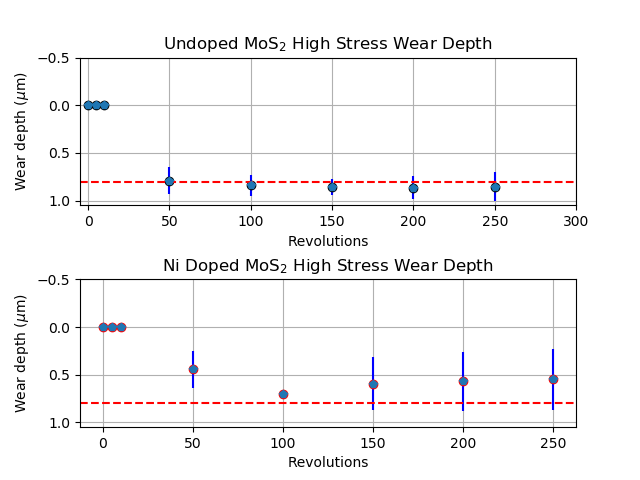 Undoped MoS₂ High Stress Wear Depth
Wear depth (μm)
−0.5
0.0
0.5
1.0
0 50 100 150 200 250 300
Revolutions
Ni Doped MoS₂ High Stress Wear Depth
Wear depth (μm)
−0.5
0.0
0.5
1.0
0 50 100 150 200 250
Revolutions